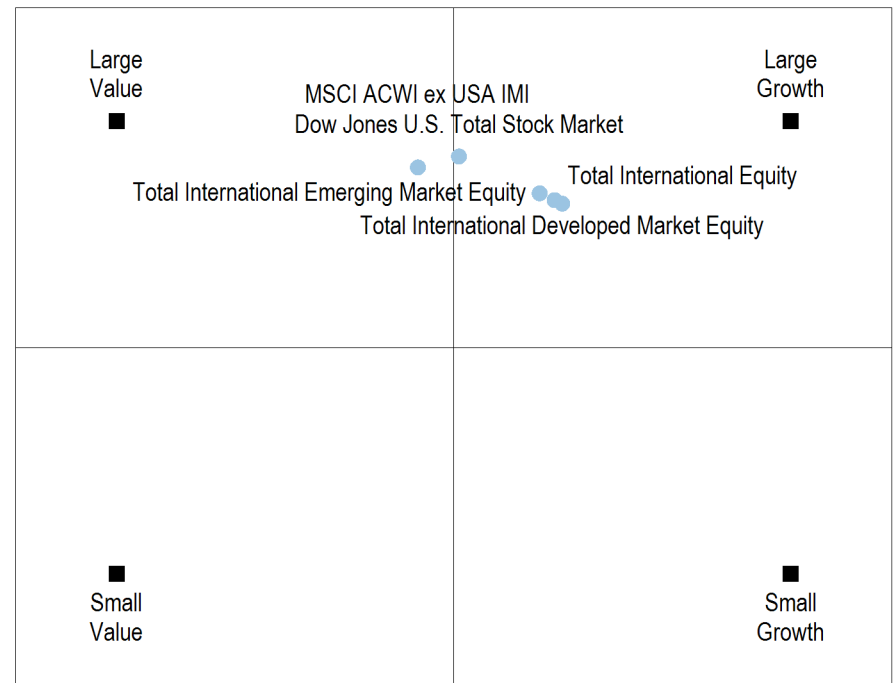 Large
Value
Large
Growth
MSCI ACWI ex USA IMI
Dow Jones U.S. Total Stock Market
Total International Equity
Total International Emerging Market Equity
Total International Developed Market Equity
Small
Value
Small
Growth